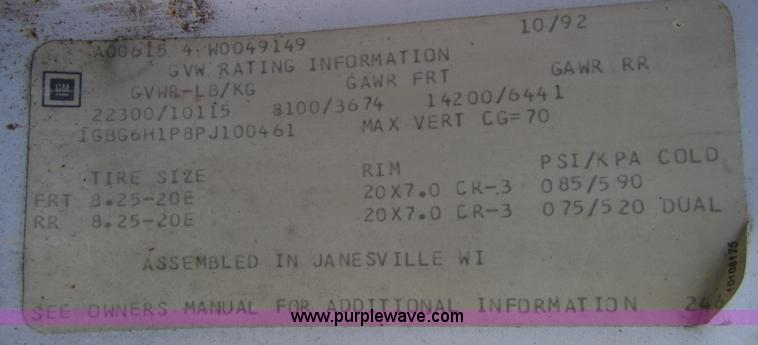 A00615 4 W0049149 10/92
GVW RATING INFORMATION
GM
GVWR-LB/KG GAWR FRT GAWR RR
22300/10115 8100/3674 14200/6441
1GBG6H1P8PJ100461 MAX VERT CG=70
TIRE SIZE RIM PSI/KPA COLD
FRT 8.25-20E 20X7.0 CR-3 085/590
RR 8.25-20E 20X7.0 CR-3 075/520 DUAL
ASSEMBLED IN JANESVILLE WI
SEE OWNERS MANUAL FOR ADDITIONAL INFORMATION 246
10108175
www.purplewave.com